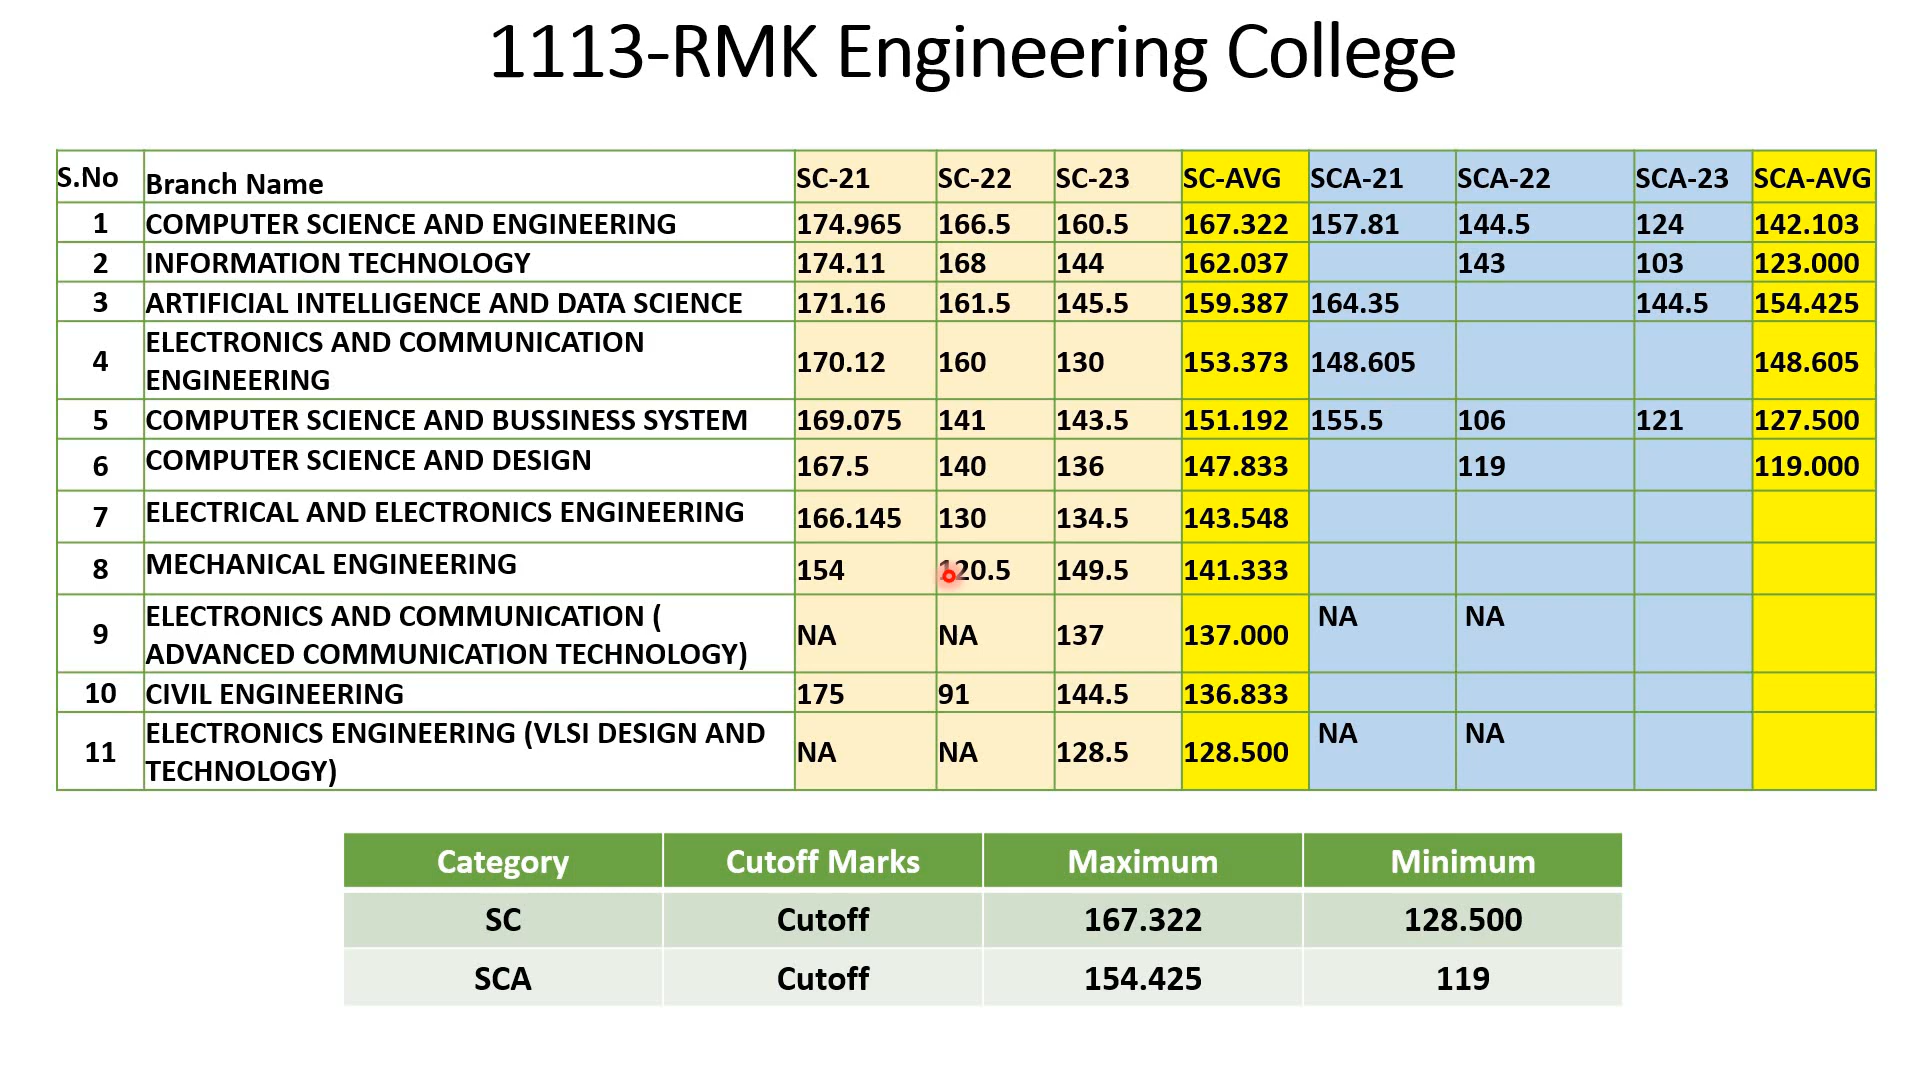 1113-RMK Engineering College
S.No Branch Name SC-21 SC-22 SC-23 SC-AVG SCA-21 SCA-22 SCA-23 SCA-AVG
1 COMPUTER SCIENCE AND ENGINEERING 174.965 166.5 160.5 167.322 157.81 144.5 124 142.103
2 INFORMATION TECHNOLOGY 174.11 168 144 162.037 143 103 123.000
3 ARTIFICIAL INTELLIGENCE AND DATA SCIENCE 171.16 161.5 145.5 159.387 164.35 144.5 154.425
4 ELECTRONICS AND COMMUNICATION
ENGINEERING 170.12 160 130 153.373 148.605 148.605
5 COMPUTER SCIENCE AND BUSSINESS SYSTEM 169.075 141 143.5 151.192 155.5 106 121 127.500
6 COMPUTER SCIENCE AND DESIGN 167.5 140 136 147.833 119 119.000
7 ELECTRICAL AND ELECTRONICS ENGINEERING 166.145 130 134.5 143.548
8 MECHANICAL ENGINEERING 154 120.5 149.5 141.333
9 ELECTRONICS AND COMMUNICATION (
ADVANCED COMMUNICATION TECHNOLOGY) NA NA 137 137.000 NA NA
10 CIVIL ENGINEERING 175 91 144.5 136.833
11 ELECTRONICS ENGINEERING (VLSI DESIGN AND
TECHNOLOGY) NA NA 128.5 128.500 NA NA
Category Cutoff Marks Maximum Minimum
SC Cutoff 167.322 128.500
SCA Cutoff 154.425 119